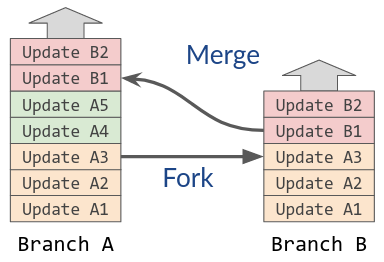 Update B2
Update B1
Update A5
Update A4
Update A3
Update A2
Update A1
Branch A
Merge
Fork
Update B2
Update B1
Update A3
Update A2
Update A1
Branch B